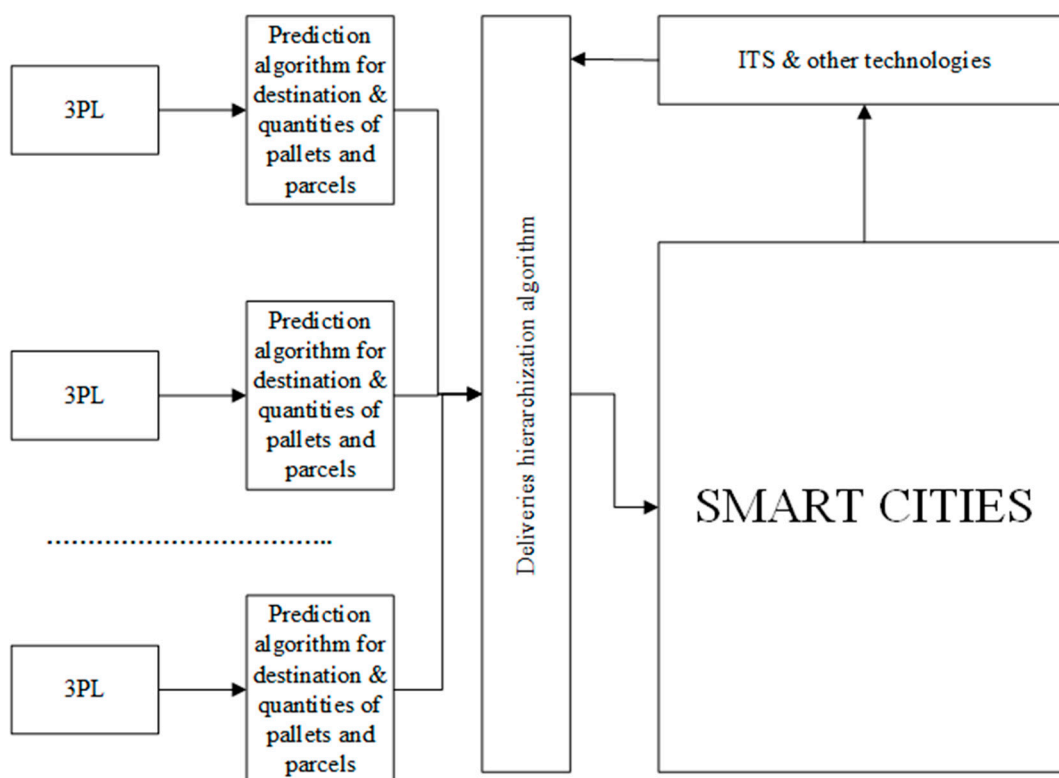 3PL
Prediction
algorithm for
destination &
quantities of
pallets and
parcels
3PL
Prediction
algorithm for
destination &
quantities of
pallets and
parcels
....................................
3PL
Prediction
algorithm for
destination &
quantities of
pallets and
parcels
Deliveries hierarchization algorithm
ITS & other technologies
SMART CITIES